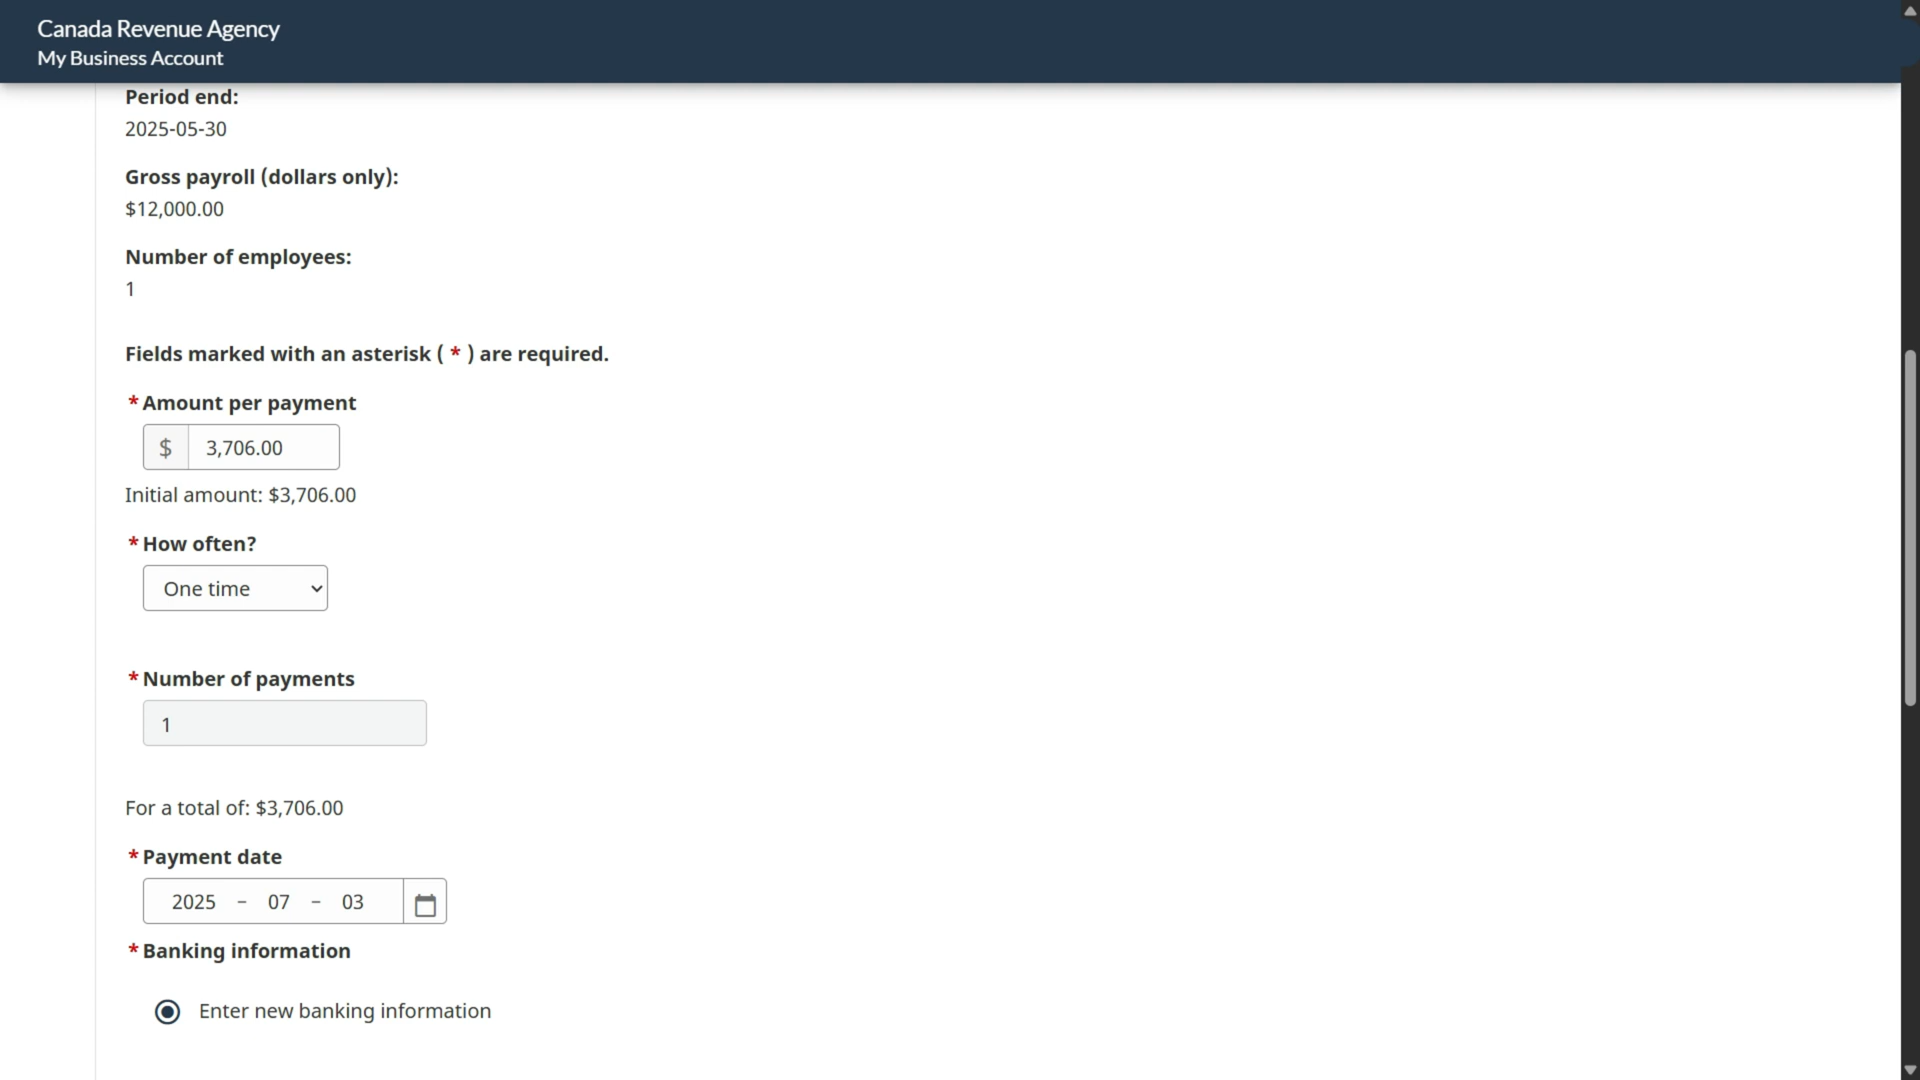 Canada Revenue Agency
My Business Account
Period end:
2025-05-30
Gross payroll (dollars only):
$12,000.00
Number of employees:
1
Fields marked with an asterisk ( * ) are required.
* Amount per payment
$ 3,706.00
Initial amount: $3,706.00
* How often?
One time
* Number of payments
1
For a total of: $3,706.00
* Payment date
2025 – 07 – 03
* Banking information
Enter new banking information